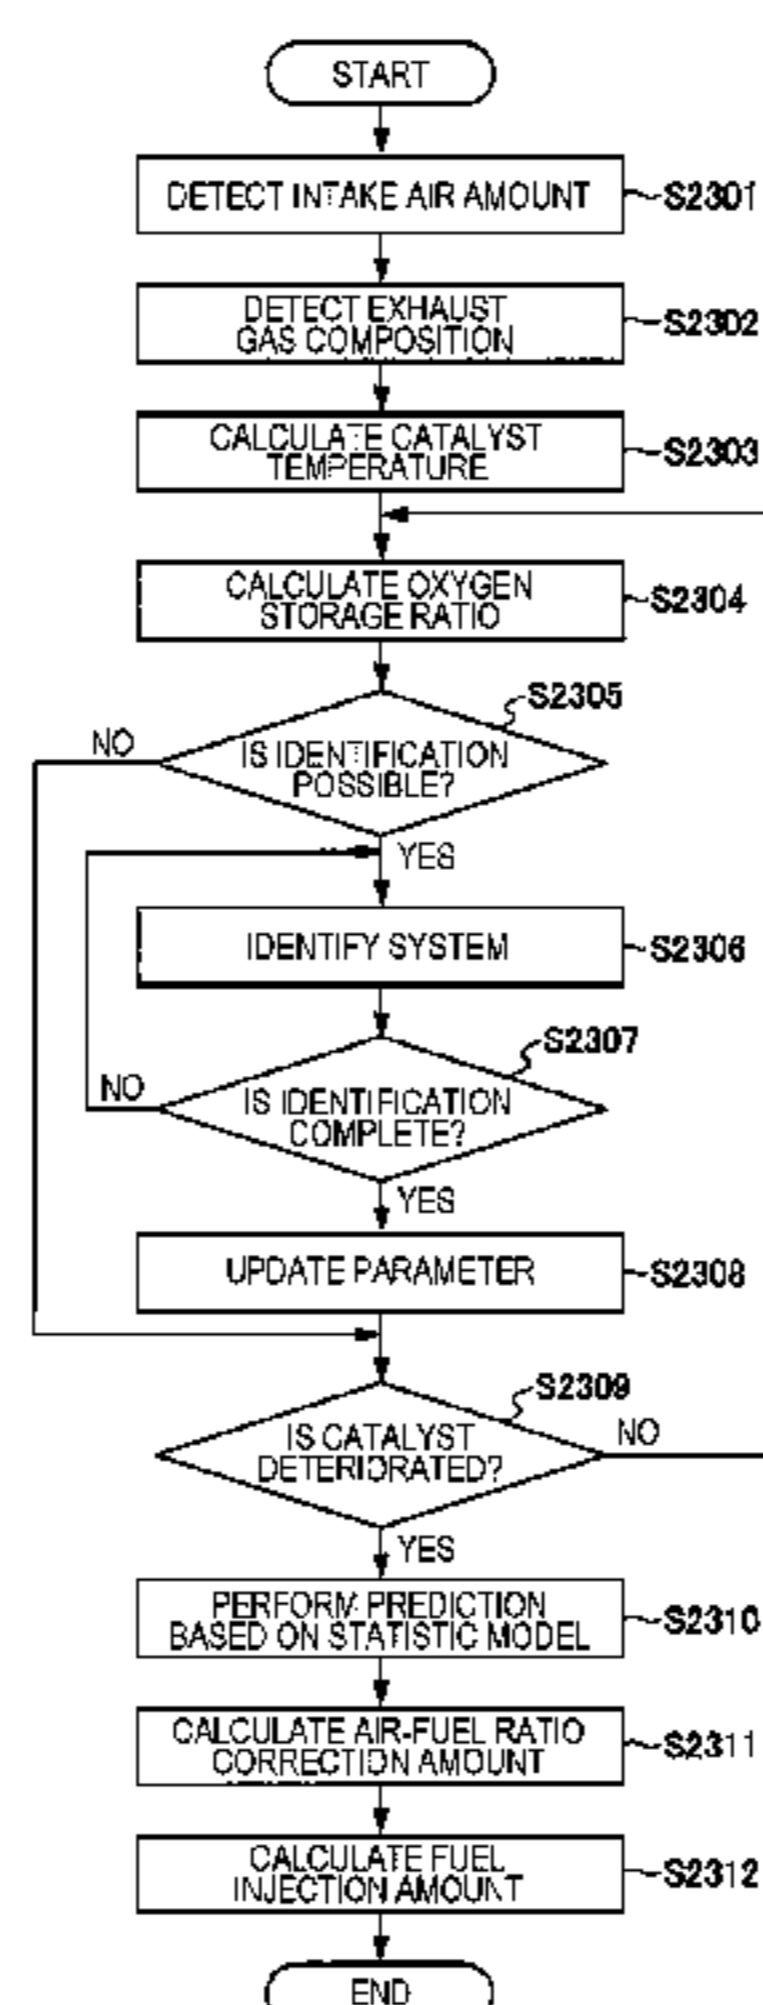 START
DETECT INTAKE AIR AMOUNT
S2301
DETECT EXHAUST
GAS COMPOSITION
S2302
CALCULATE CATALYST
TEMPERATURE
S2303
CALCULATE OXYGEN
STORAGE RATIO
S2304
S2305
NO
IS IDENTIFICATION
POSSIBLE?
YES
IDENTIFY SYSTEM
S2306
S2307
NO
IS IDENTIFICATION
COMPLETE?
YES
UPDATE PARAMETER
S2308
S2309
IS CATALYST
DETERIORATED?
NO
YES
PERFORM PREDICTION
BASED ON STATISTIC MODEL
S2310
CALCULATE AIR-FUEL RATIO
CORRECTION AMOUNT
S2311
CALCULATE FUEL
INJECTION AMOUNT
S2312
END